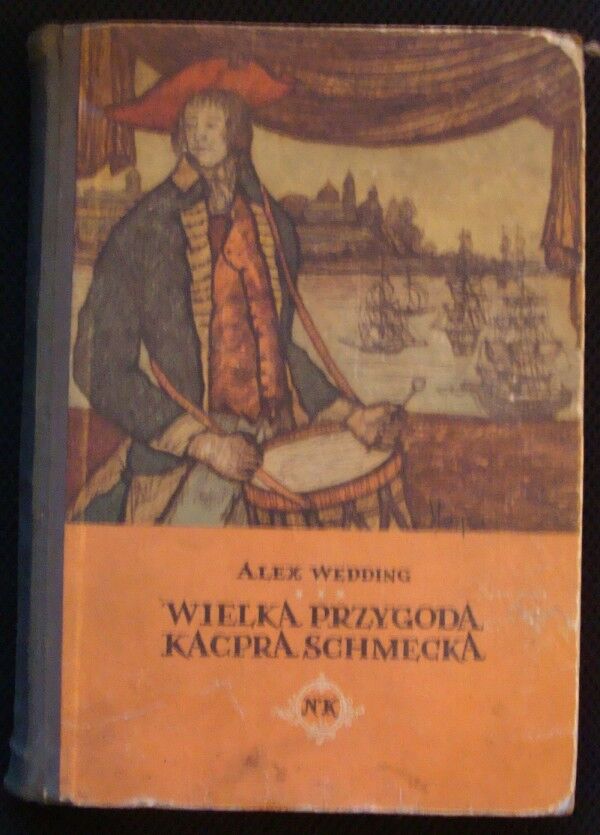 ALEX WEDDING
WIELKA PRZYGODA
KACPRA SCHMECKA
NK